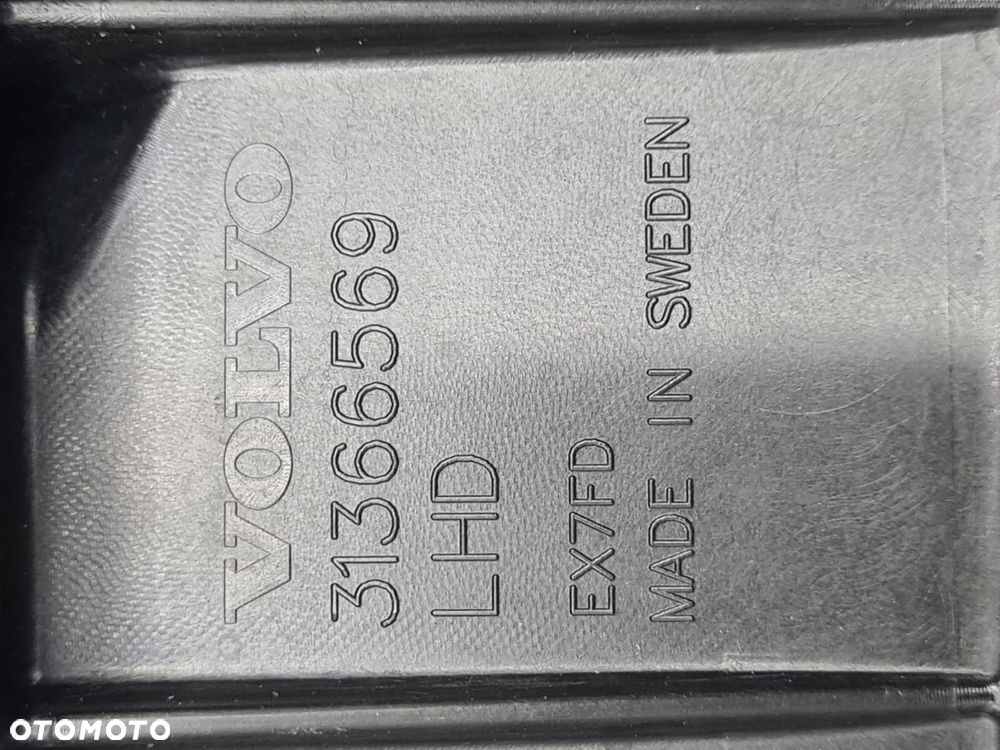 VOLVO
31366569
LHD
EX7FD
MADE IN SWEDEN
OTOMOTO